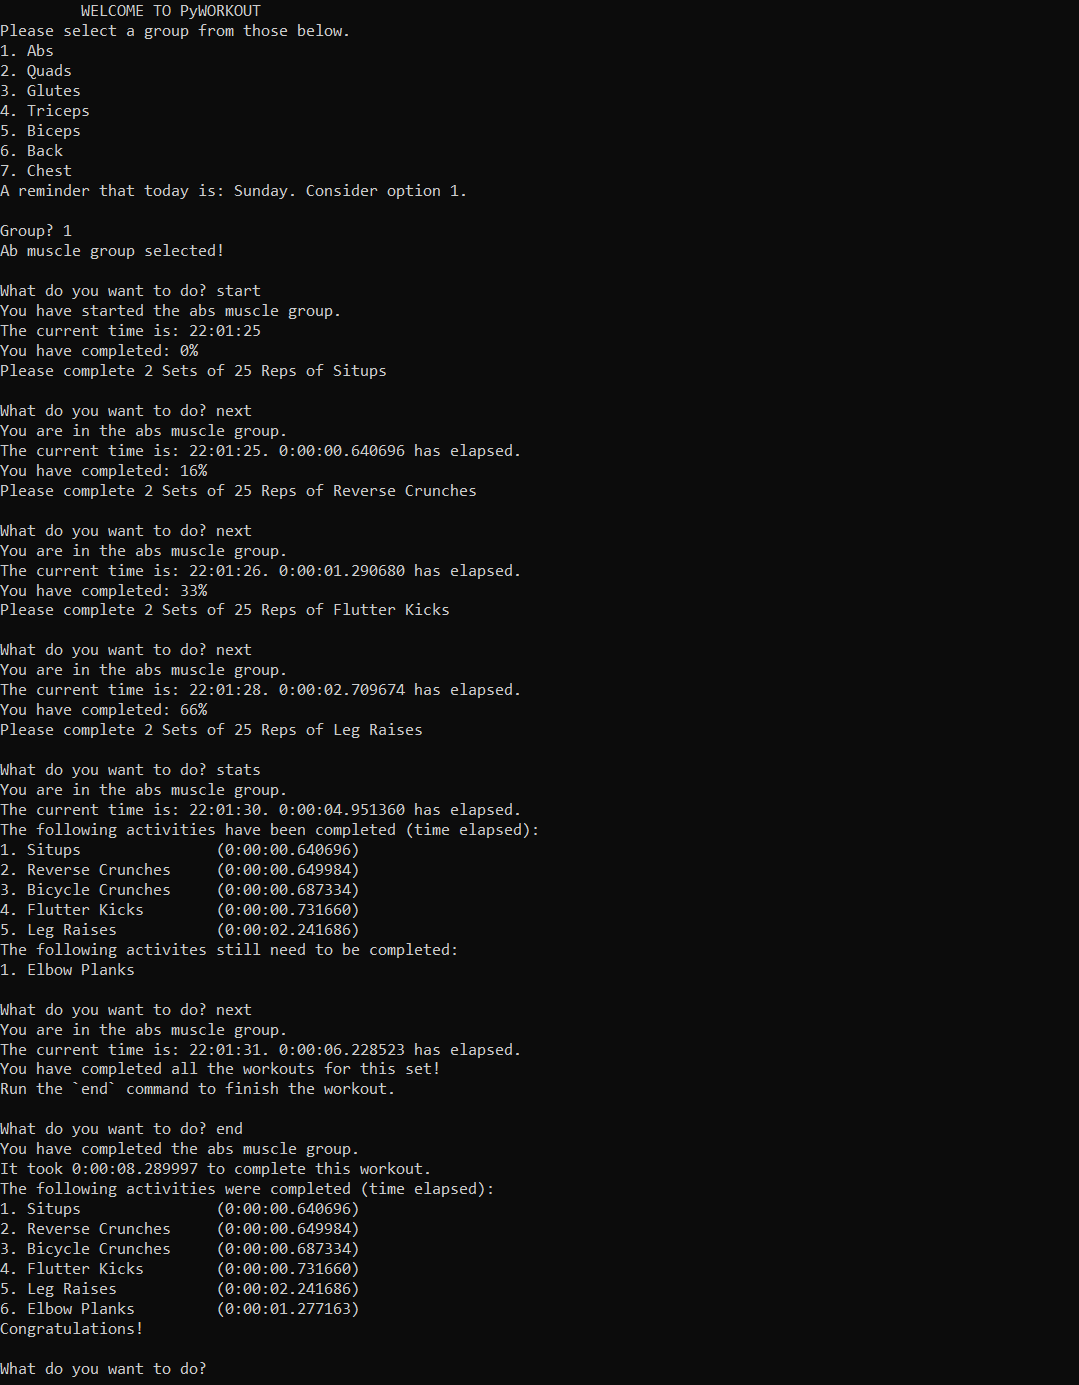 WELCOME TO PyWORKOUT
Please select a group from those below.
1. Abs
2. Quads
3. Glutes
4. Triceps
5. Biceps
6. Back
7. Chest
A reminder that today is: Sunday. Consider option 1.
Group? 1
Ab muscle group selected!
What do you want to do? start
You have started the abs muscle group.
The current time is: 22:01:25
You have completed: 0%
Please complete 2 Sets of 25 Reps of Situps
What do you want to do? next
You are in the abs muscle group.
The current time is: 22:01:25. 0:00:00.640696 has elapsed.
You have completed: 16%
Please complete 2 Sets of 25 Reps of Reverse Crunches
What do you want to do? next
You are in the abs muscle group.
The current time is: 22:01:26. 0:00:01.290680 has elapsed.
You have completed: 33%
Please complete 2 Sets of 25 Reps of Flutter Kicks
What do you want to do? next
You are in the abs muscle group.
The current time is: 22:01:28. 0:00:02.709674 has elapsed.
You have completed: 66%
Please complete 2 Sets of 25 Reps of Leg Raises
What do you want to do? stats
You are in the abs muscle group.
The current time is: 22:01:30. 0:00:04.951360 has elapsed.
The following activities have been completed (time elapsed):
1. Situps (0:00:00.640696)
2. Reverse Crunches (0:00:00.649984)
3. Bicycle Crunches (0:00:00.687334)
4. Flutter Kicks (0:00:00.731660)
5. Leg Raises (0:00:02.241686)
The following activites still need to be completed:
1. Elbow Planks
What do you want to do? next
You are in the abs muscle group.
The current time is: 22:01:31. 0:00:06.228523 has elapsed.
You have completed all the workouts for this set!
Run the `end` command to finish the workout.
What do you want to do? end
You have completed the abs muscle group.
It took 0:00:08.289997 to complete this workout.
The following activities were completed (time elapsed):
1. Situps (0:00:00.640696)
2. Reverse Crunches (0:00:00.649984)
3. Bicycle Crunches (0:00:00.687334)
4. Flutter Kicks (0:00:00.731660)
5. Leg Raises (0:00:02.241686)
6. Elbow Planks (0:00:01.277163)
Congratulations!
What do you want to do?